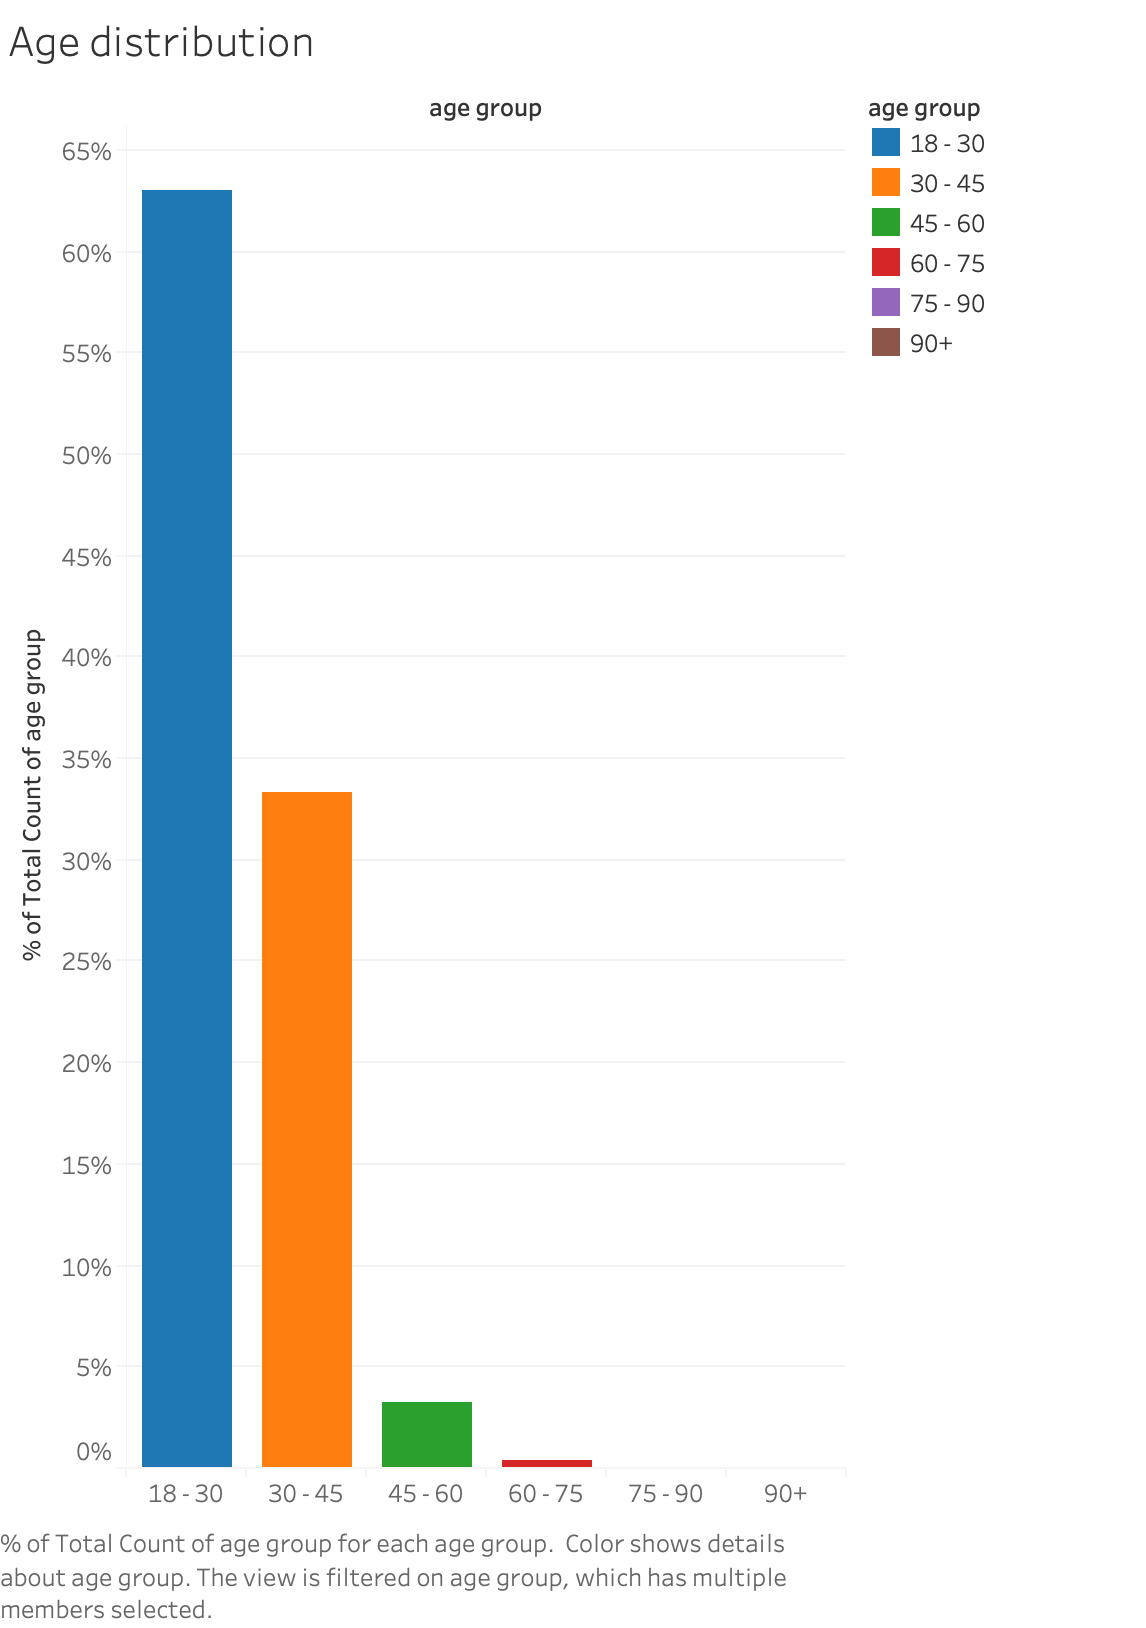 Age distribution
age group
65%
60%
55%
50%
45%
40%
35%
30%
25%
20%
15%
10%
5%
0%
% of Total Count of age group
18 - 30
30 - 45
45 - 60
60 - 75
75 - 90
90+
age group
18 - 30
30 - 45
45 - 60
60 - 75
75 - 90
90+
% of Total Count of age group for each age group.  Color shows details
about age group. The view is filtered on age group, which has multiple
members selected.